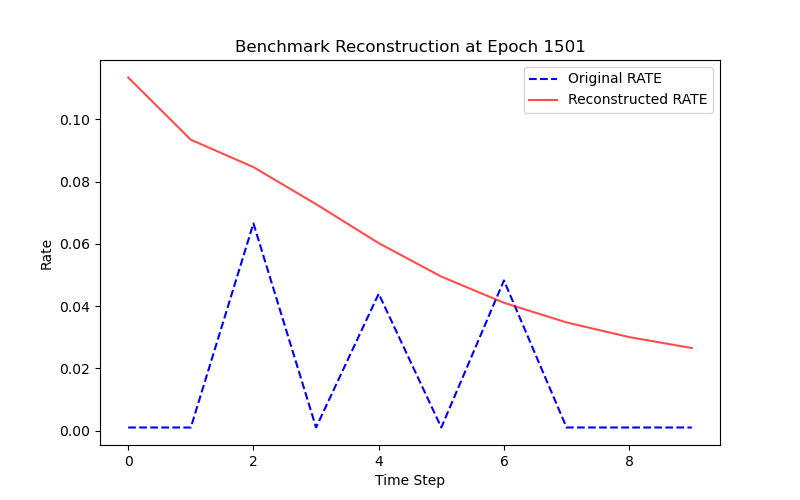 Benchmark Reconstruction at Epoch 1501
Original RATE
Reconstructed RATE
Rate
0.10
0.08
0.06
0.04
0.02
0.00
0 2 4 6 8
Time Step